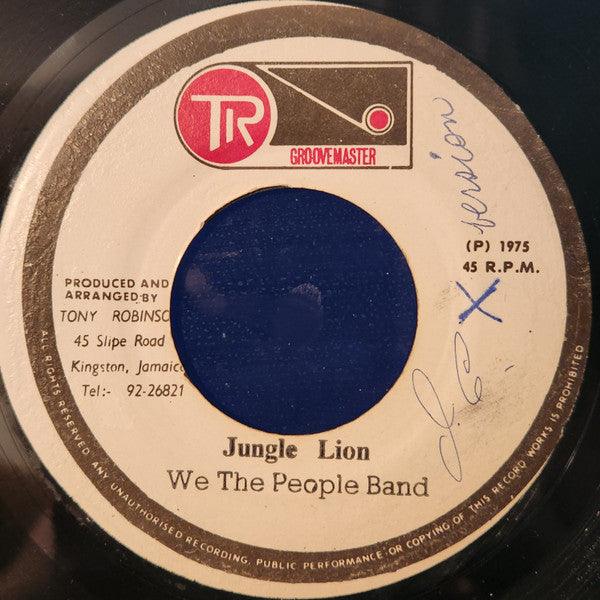 TR
GROOVEMASTER
version
(P) 1975
45 R.P.M.
X
PRODUCED AND
ARRANGED BY
TONY ROBINSO
45 Slipe Road
Kingston, Jamaica
Tel:- 92-26821
Jungle Lion
We The People Band
ALL RIGHTS RESERVED ANY UNAUTHORISED RECORDING, PUBLIC PERFORMANCE OR COPYING OF THIS RECORD WORKS IS PROHIBITED